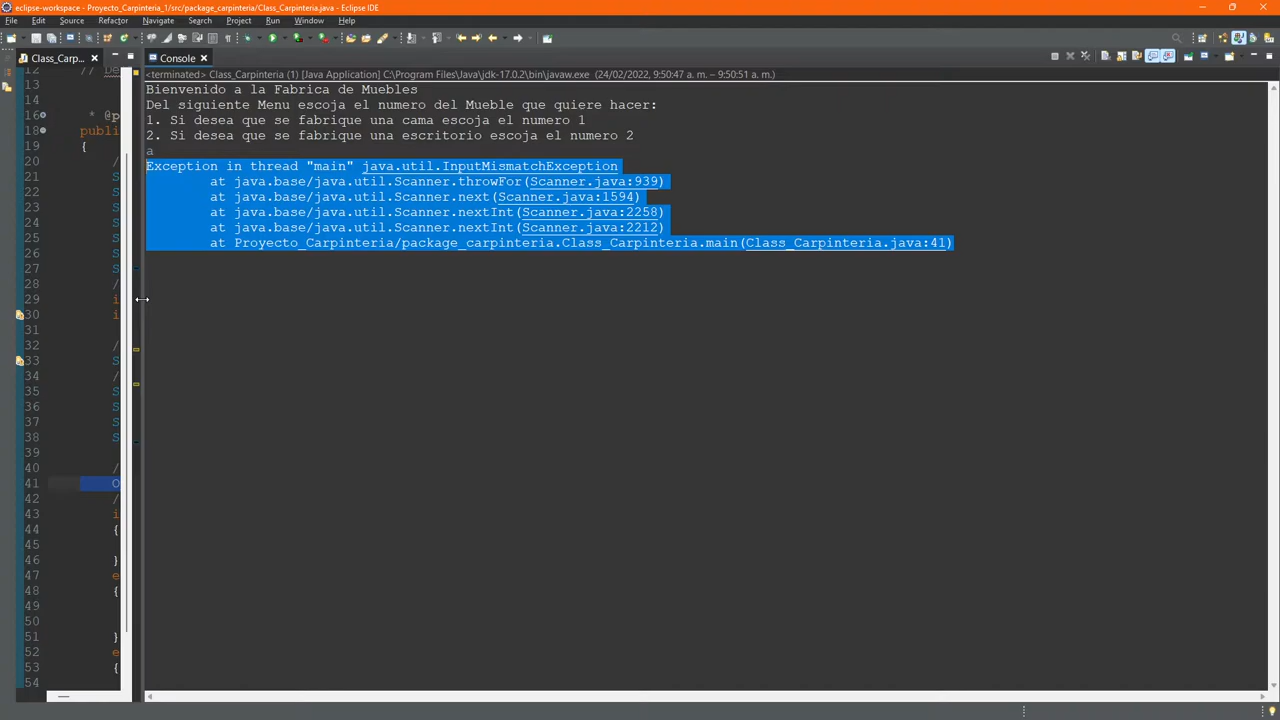 eclipse-workspace - Proyecto_Carpinteria_1/src/package_carpinteria/Class_Carpinteria.java - Eclipse IDE
File Edit Source Refactor Navigate Search Project Run Window Help
Class_Carp...
Console
<terminated> Class_Carpinteria (1) [Java Application] C:\Program Files\Java\jdk-17.0.2\bin\javaw.exe (24/02/2022, 9:50:47 a. m. – 9:50:51 a. m.)
Bienvenido a la Fabrica de Muebles
Del siguiente Menu escoja el numero del Mueble que quiere hacer:
1. Si desea que se fabrique una cama escoja el numero 1
2. Si desea que se fabrique una escritorio escoja el numero 2
a
Exception in thread "main" java.util.InputMismatchException
at java.base/java.util.Scanner.throwFor(Scanner.java:939)
at java.base/java.util.Scanner.next(Scanner.java:1594)
at java.base/java.util.Scanner.nextInt(Scanner.java:2258)
at java.base/java.util.Scanner.nextInt(Scanner.java:2212)
at Proyecto_Carpinteria/package_carpinteria.Class_Carpinteria.main(Class_Carpinteria.java:41)
13
14
16 * @p
18 publi
19 {
20 /
21 S
22 S
23 S
24 S
25 S
26 S
27 S
28 /
29 i
30 i
31
32 /
33 S
34 /
35 S
36 S
37 S
38 S
39
40 /
41 O
42 /
43 i
44 {
45
46 }
47 e
48 {
49
50
51 }
52 e
53 {
54